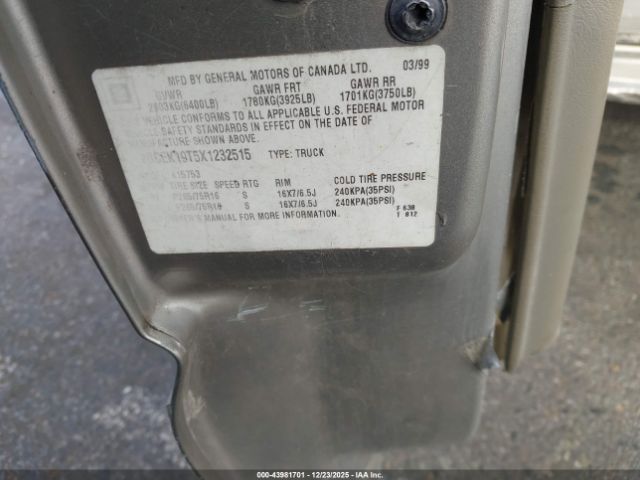 MFD BY GENERAL MOTORS OF CANADA LTD. 03/99
GVWR GAWR FRT GAWR RR
2903KG(6400LB) 1780KG(3925LB) 1701KG(3750LB)
VEHICLE CONFORMS TO ALL APPLICABLE U.S. FEDERAL MOTOR
VEHICLE SAFETY STANDARDS IN EFFECT ON THE DATE OF
MANUFACTURE SHOWN ABOVE.
TYPE: TRUCK
TIRE SIZE SPEED RTG RIM COLD TIRE PRESSURE
S 16X7/6.5J 240KPA(35PSI)
S 16X7/6.5J 240KPA(35PSI)
MANUAL FOR MORE INFORMATION.
F 630
T 012
000-43981701 - 12/23/2025 - IAA Inc.